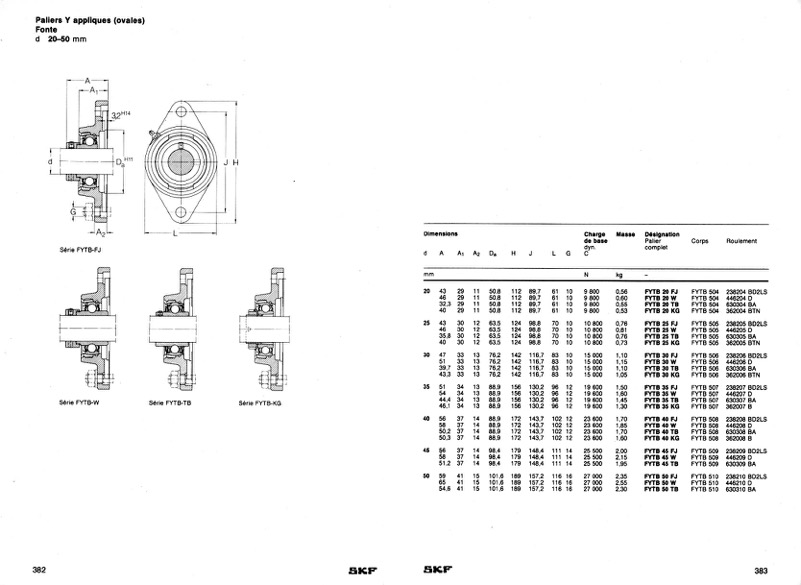 Paliers Y appliques (ovales)
Fonte
d 20–50 mm
A
A₁
3,2 H14
d
Dₐ H11
J
H
G
A₂
L
Série FYTB-FJ
Série FYTB-W
Série FYTB-TB
Série FYTB-KG
382
SKF
Dimensions Charge de base dyn. Masse Désignation Palier complet Corps Roulement
d A A₁ A₂ Dₐ H J L G C
mm N kg –
20 43 29 11 50,8 112 89,7 61 10 9 800 0,56 FYTB 20 FJ FYTB 504 238204 BD2LS
46 29 11 50,8 112 89,7 61 10 9 800 0,60 FYTB 20 W FYTB 504 446204 D
32,3 29 11 50,8 112 89,7 61 10 9 800 0,55 FYTB 20 TB FYTB 504 630304 BA
40 29 11 50,8 112 89,7 61 10 9 800 0,53 FYTB 20 KG FYTB 504 362004 BTN
25 43 30 12 63,5 124 98,8 70 10 10 800 0,78 FYTB 25 FJ FYTB 505 238205 BD2LS
46 30 12 63,5 124 98,8 70 10 10 800 0,81 FYTB 25 W FYTB 505 446205 D
35,8 30 12 63,5 124 98,8 70 10 10 800 0,76 FYTB 25 TB FYTB 505 630305 BA
40 30 12 63,5 124 98,8 70 10 10 800 0,73 FYTB 25 KG FYTB 505 362005 BTN
30 47 33 13 76,2 142 116,7 83 10 15 000 1,10 FYTB 30 FJ FYTB 506 238206 BD2LS
51 33 13 76,2 142 116,7 83 10 15 000 1,15 FYTB 30 W FYTB 506 446206 D
39,7 33 13 76,2 142 116,7 83 10 15 000 1,10 FYTB 30 TB FYTB 506 630306 BA
43,3 33 13 76,2 142 116,7 83 10 15 000 1,05 FYTB 30 KG FYTB 506 362006 BTN
35 51 34 13 88,9 156 130,2 96 12 19 600 1,50 FYTB 35 FJ FYTB 507 238207 BD2LS
54 34 13 88,9 156 130,2 96 12 19 600 1,60 FYTB 35 W FYTB 507 446207 D
44,4 34 13 88,9 156 130,2 96 12 19 600 1,45 FYTB 35 TB FYTB 507 630307 BA
46,1 34 13 88,9 156 130,2 96 12 19 600 1,30 FYTB 35 KG FYTB 507 362007 B
40 56 37 14 88,9 172 143,7 102 12 23 600 1,70 FYTB 40 FJ FYTB 508 238208 BD2LS
58 37 14 88,9 172 143,7 102 12 23 600 1,85 FYTB 40 W FYTB 508 446208 D
50,2 37 14 88,9 172 143,7 102 12 23 600 1,70 FYTB 40 TB FYTB 508 630308 BA
50,3 37 14 88,9 172 143,7 102 12 23 600 1,60 FYTB 40 KG FYTB 508 362008 B
45 56 37 14 98,4 179 148,4 111 14 25 500 2,00 FYTB 45 FJ FYTB 509 238209 BD2LS
58 37 14 98,4 179 148,4 111 14 25 500 2,15 FYTB 45 W FYTB 509 446209 D
51,2 37 14 98,4 179 148,4 111 14 25 500 1,95 FYTB 45 TB FYTB 509 630309 BA
50 59 41 15 101,6 189 157,2 116 16 27 000 2,35 FYTB 50 FJ FYTB 510 238210 BD2LS
65 41 15 101,6 189 157,2 116 16 27 000 2,55 FYTB 50 W FYTB 510 446210 D
54,6 41 15 101,6 189 157,2 116 16 27 000 2,30 FYTB 50 TB FYTB 510 630310 BA
SKF
383